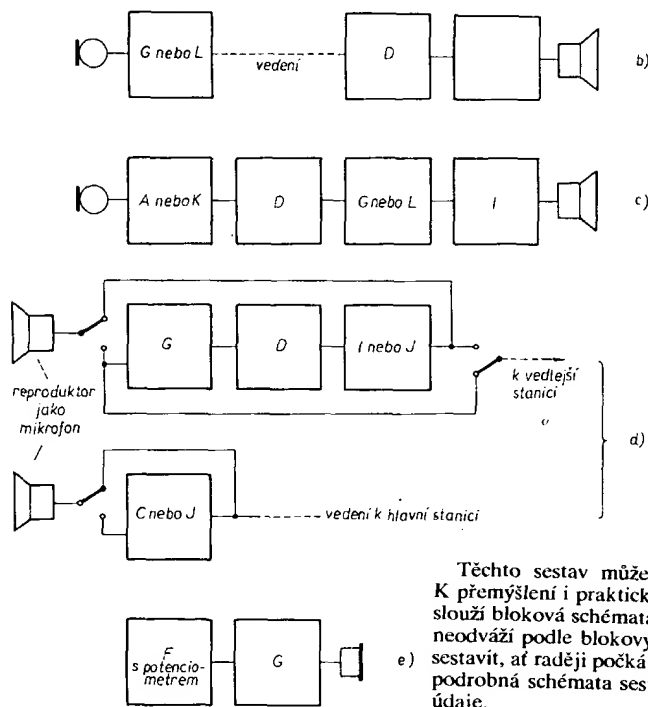 G nebo L
vedení
D
b)
A nebo K
D
G nebo L
I
c)
G
D
I nebo J
reproduktor
jako
mikrofon
k vedlejší
stanici
d)
C nebo J
vedení k hlavní stanici
F
s potencio-
metrem
G
e)
Těchto sestav může
K přemýšlení i praktick
slouží bloková schémata
neodváží podle blokový
sestavit, ať raději počká
podrobná schémata ses
údaje.